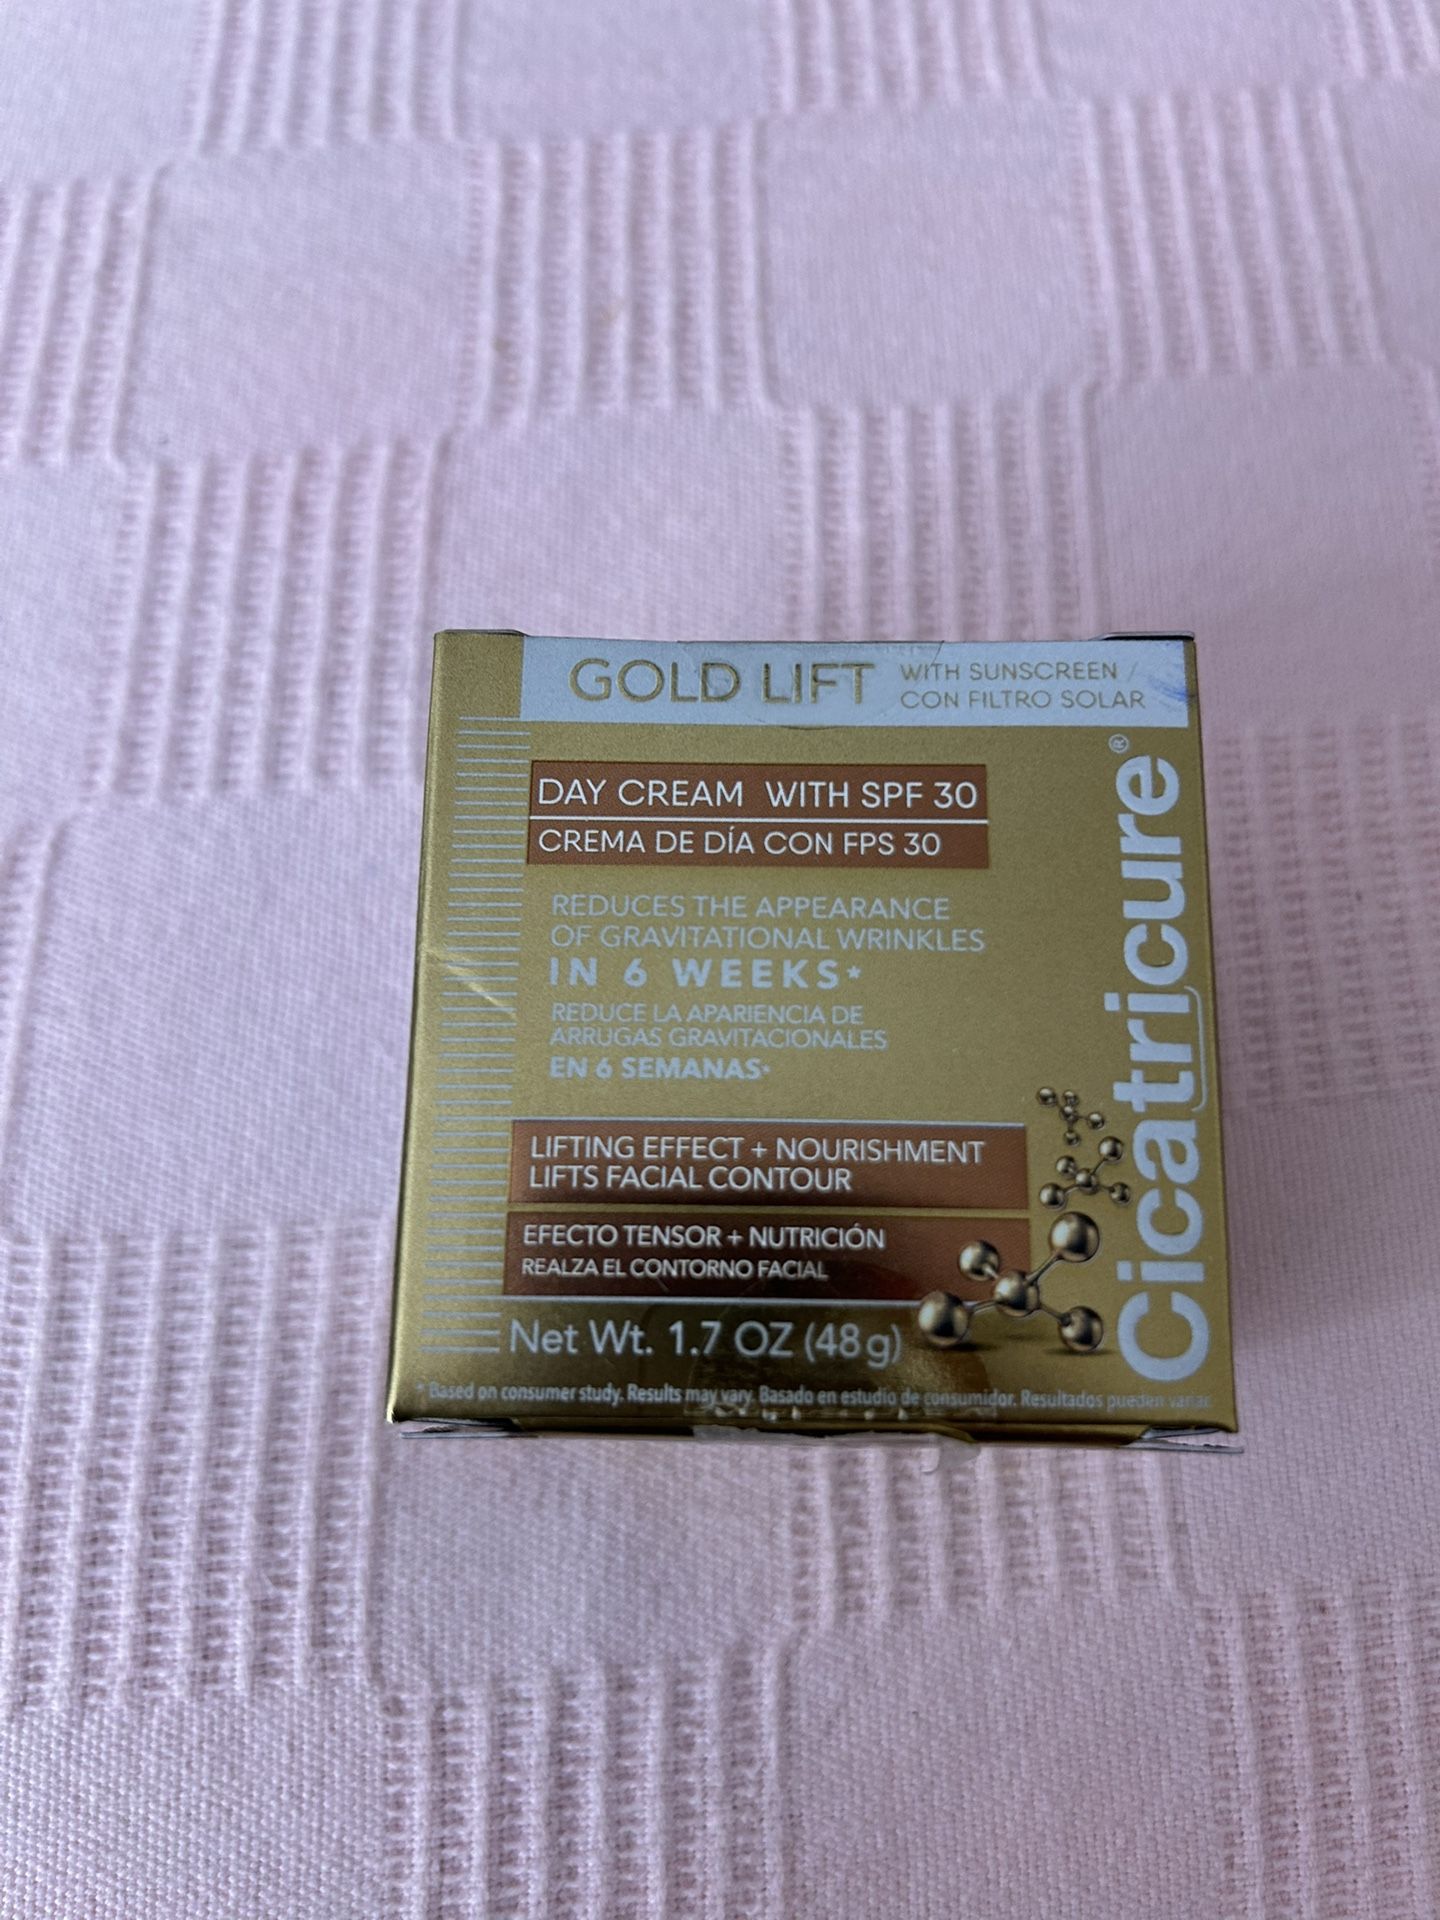 GOLD LIFT
WITH SUNSCREEN /
CON FILTRO SOLAR
DAY CREAM WITH SPF 30
CREMA DE DÍA CON FPS 30
REDUCES THE APPEARANCE
OF GRAVITATIONAL WRINKLES
IN 6 WEEKS*
REDUCE LA APARIENCIA DE
ARRUGAS GRAVITACIONALES
EN 6 SEMANAS*
LIFTING EFFECT + NOURISHMENT
LIFTS FACIAL CONTOUR
EFECTO TENSOR + NUTRICIÓN
REALZA EL CONTORNO FACIAL
Net Wt. 1.7 OZ (48 g)
* Based on consumer study. Results may vary. Basado en estudio de consumidor. Resultados pueden variar.
Cicatricure®